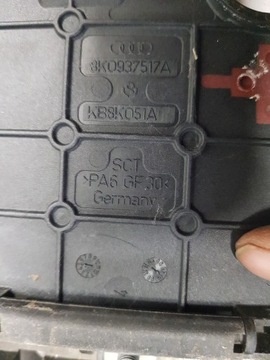 8K0937517A
KB8K051A
SCT
>PA6 GF30<
Germany